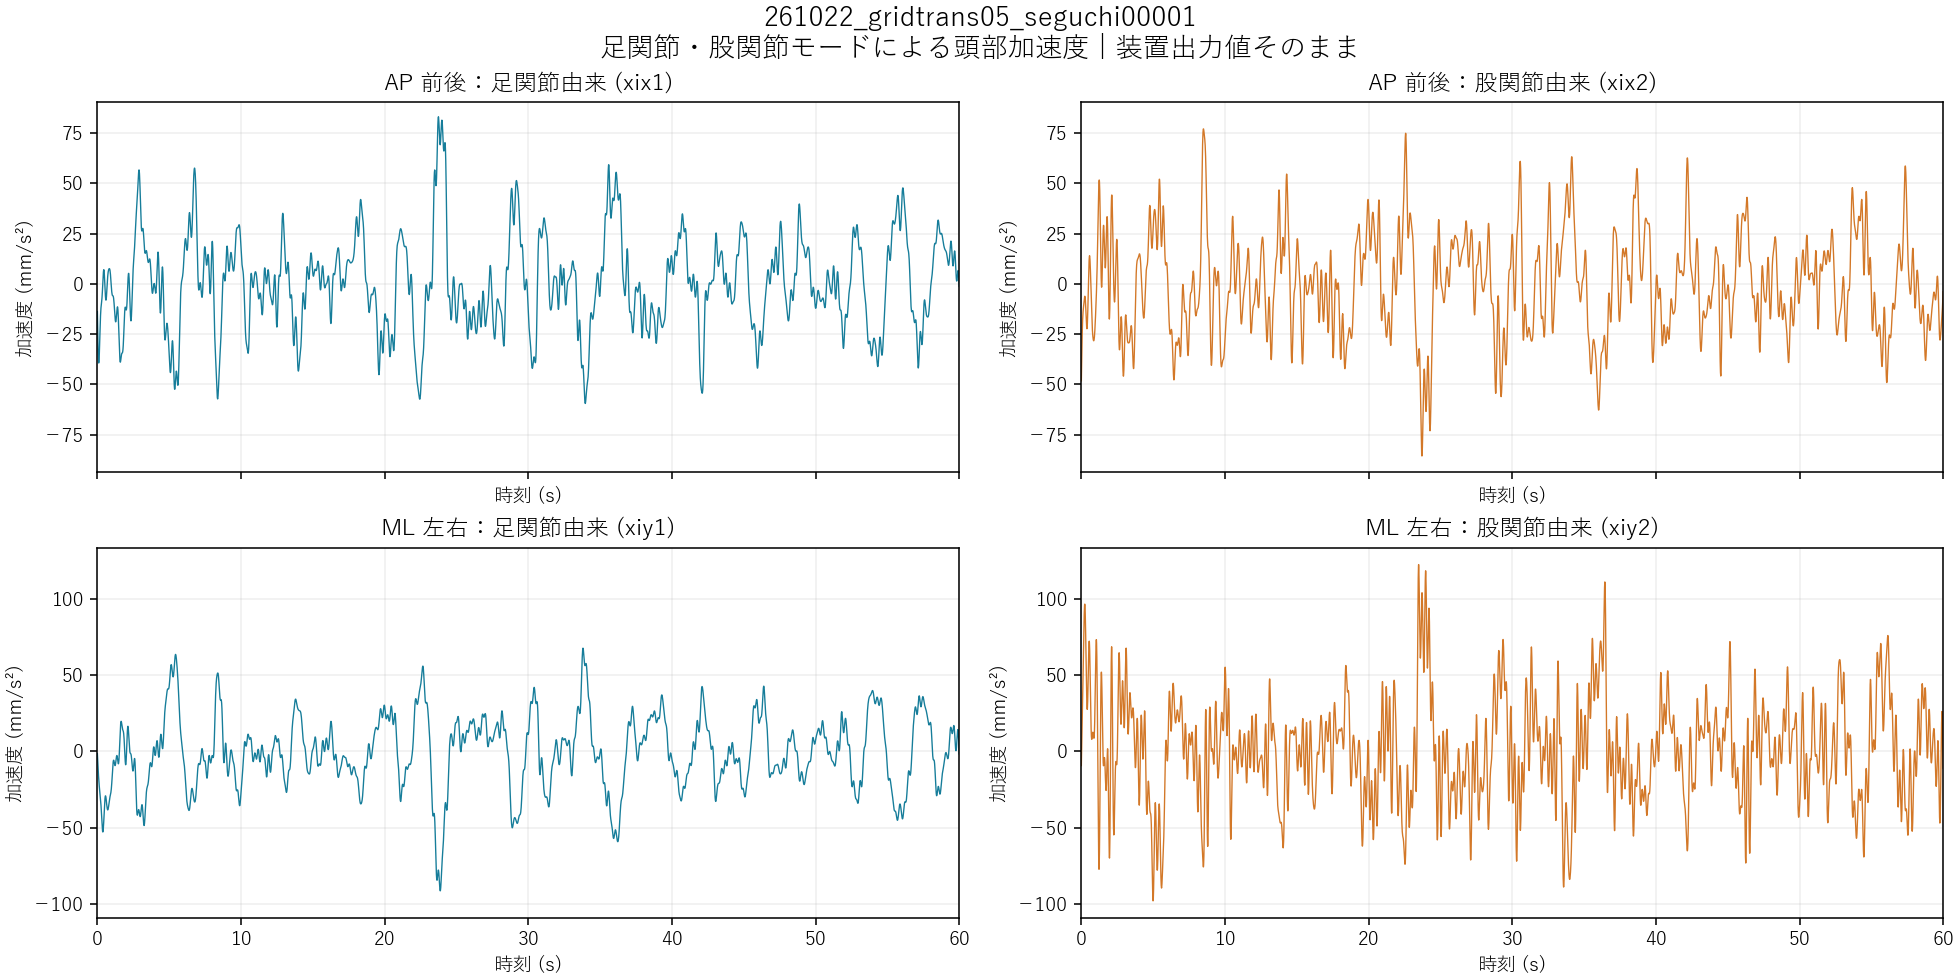 261022_gridtrans05_seguchi00001
足関節・股関節モードによる頭部加速度 | 装置出力値そのまま
AP 前後：足関節由来 (xix1)
75
50
25
0
−25
−50
−75
加速度 (mm/s²)
時刻 (s)
AP 前後：股関節由来 (xix2)
75
50
25
0
−25
−50
−75
加速度 (mm/s²)
時刻 (s)
ML 左右：足関節由来 (xiy1)
100
50
0
−50
−100
加速度 (mm/s²)
0 10 20 30 40 50 60
時刻 (s)
ML 左右：股関節由来 (xiy2)
100
50
0
−50
−100
加速度 (mm/s²)
0 10 20 30 40 50 60
時刻 (s)